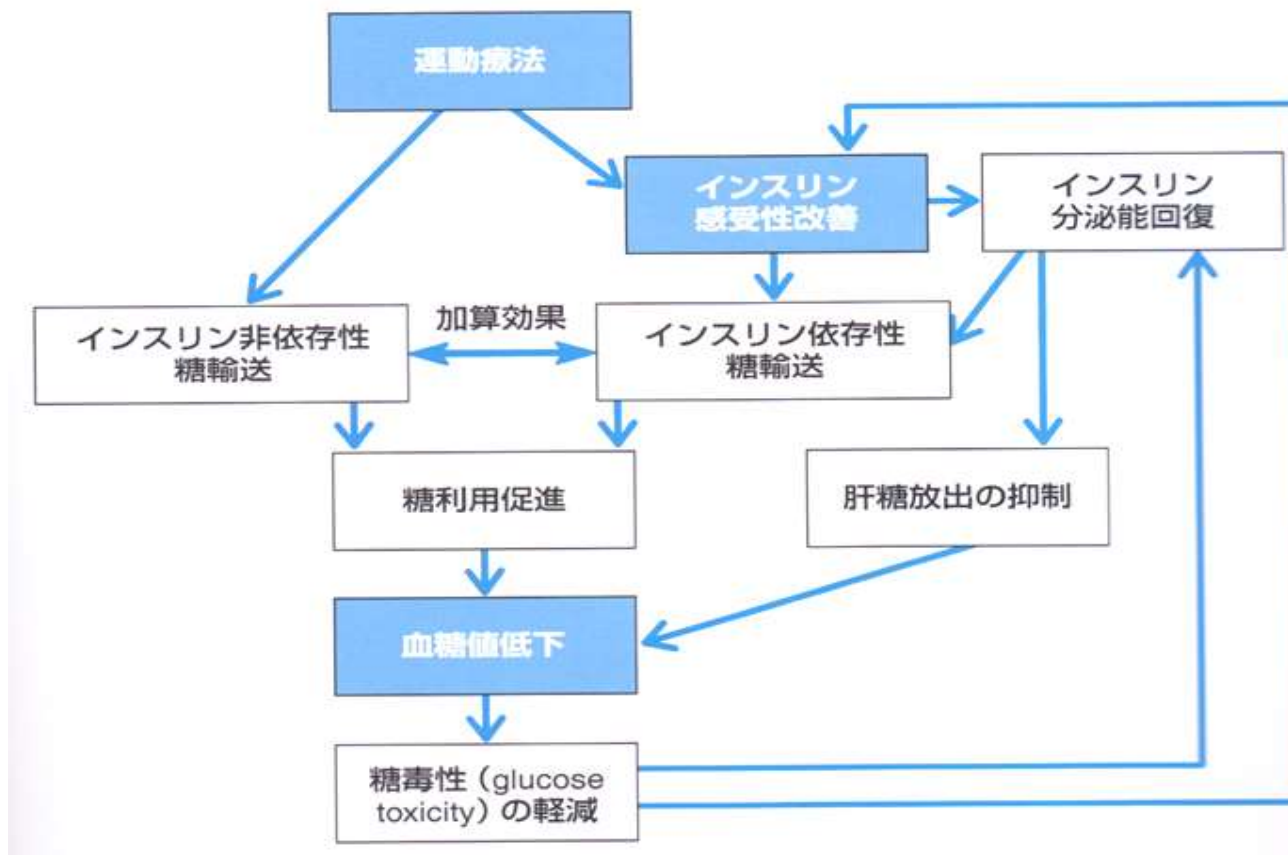 運動療法
インスリン
感受性改善
インスリン
分泌能回復
インスリン非依存性
糖輸送
加算効果
インスリン依存性
糖輸送
糖利用促進
肝糖放出の抑制
血糖値低下
糖毒性（glucose
toxicity）の軽減